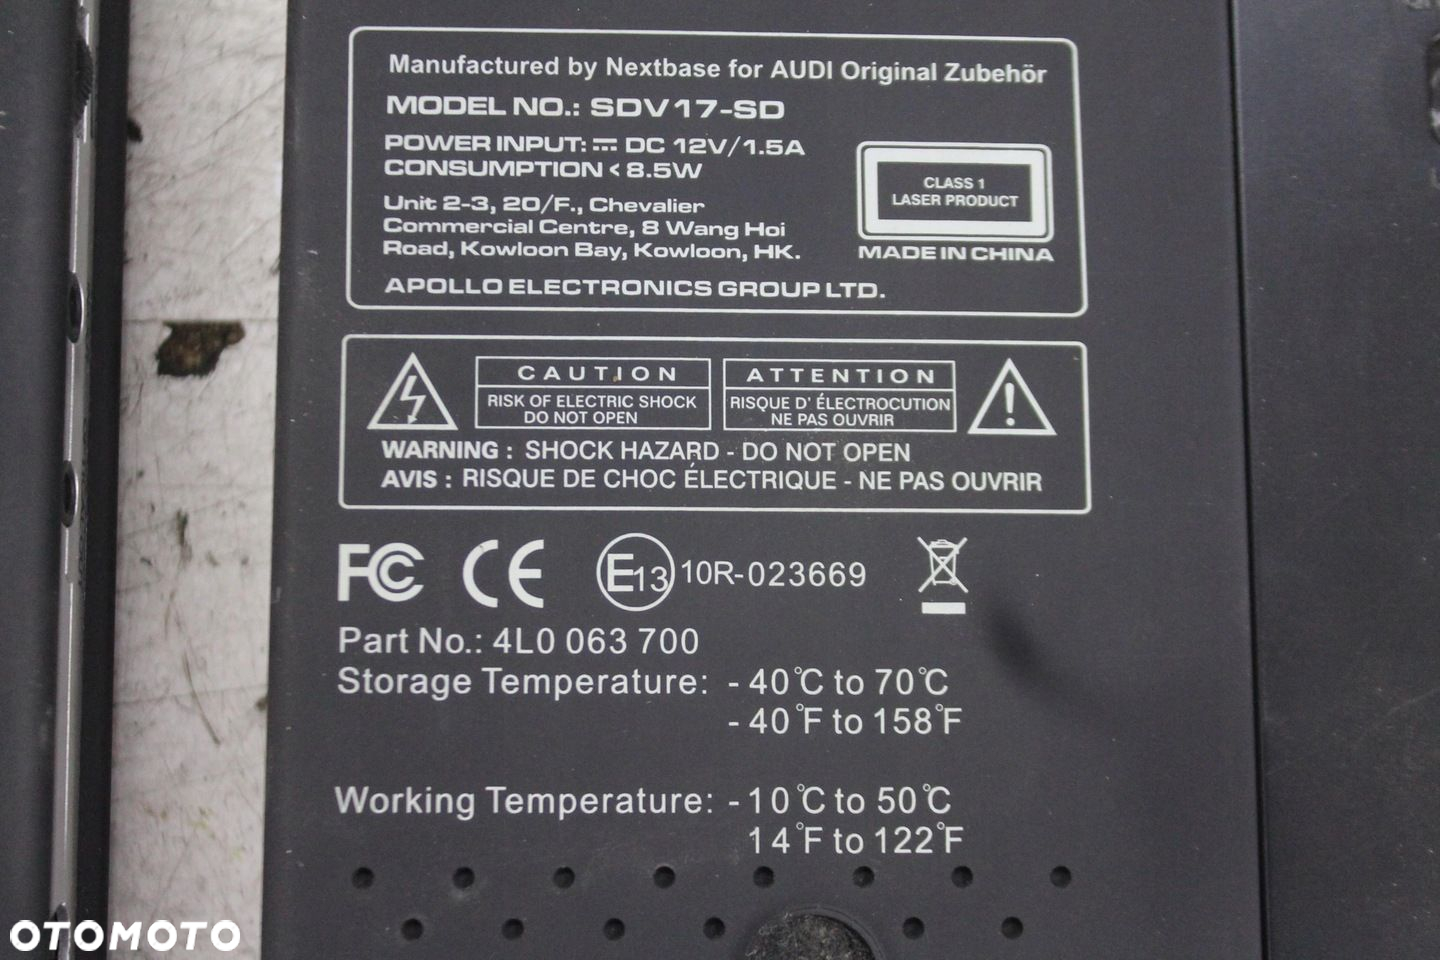 Manufactured by Nextbase for AUDI Original Zubehör
MODEL NO.: SDV17-SD
POWER INPUT: DC 12V/1.5A
CONSUMPTION < 8.5W
Unit 2-3, 20/F., Chevalier
Commercial Centre, 8 Wang Hoi
Road, Kowloon Bay, Kowloon, HK.
APOLLO ELECTRONICS GROUP LTD.
CLASS 1
LASER PRODUCT
MADE IN CHINA
CAUTION
RISK OF ELECTRIC SHOCK
DO NOT OPEN
ATTENTION
RISQUE D' ÉLECTROCUTION
NE PAS OUVRIR
WARNING : SHOCK HAZARD - DO NOT OPEN
AVIS : RISQUE DE CHOC ÉLECTRIQUE - NE PAS OUVRIR
FC CE E13 10R-023669
Part No.: 4L0 063 700
Storage Temperature: - 40°C to 70°C
- 40°F to 158°F
Working Temperature: - 10°C to 50°C
14°F to 122°F
OTOMOTO